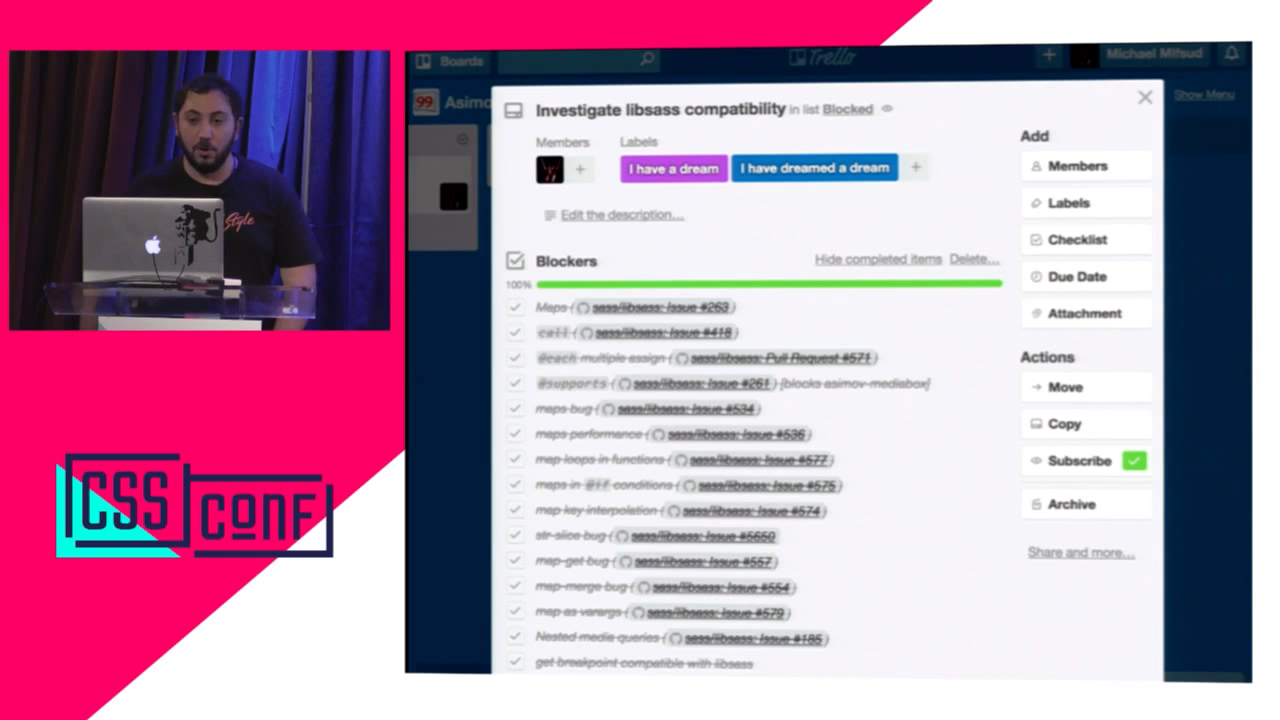 Style
CSS
CONF
Boards
Trello
Michael Mifsud
99
Asimo
Show Menu
Investigate libsass compatibility in list Blocked
Members
Labels
I have a dream
I have dreamed a dream
Edit the description...
Blockers
Hide completed items Delete...
100%
Maps ( sass/libsass: Issue #263 )
call ( sass/libsass: Issue #418 )
@each multiple assign ( sass/libsass: Pull Request #571 )
@supports ( sass/libsass: Issue #261 ) [blocks asimov-mediabox]
maps bug ( sass/libsass: Issue #534 )
maps performance ( sass/libsass: Issue #536 )
map loops in functions ( sass/libsass: Issue #577 )
maps in @if conditions ( sass/libsass: Issue #575 )
map key interpolation ( sass/libsass: Issue #574 )
str-slice bug ( sass/libsass: Issue #5650
map-get bug ( sass/libsass: Issue #557 )
map-merge bug ( sass/libsass: Issue #554 )
map as varargs ( sass/libsass: Issue #579 )
Nested media queries ( sass/libsass: Issue #185 )
get breakpoint compatible with libsass
Add
Members
Labels
Checklist
Due Date
Attachment
Actions
Move
Copy
Subscribe
Archive
Share and more...